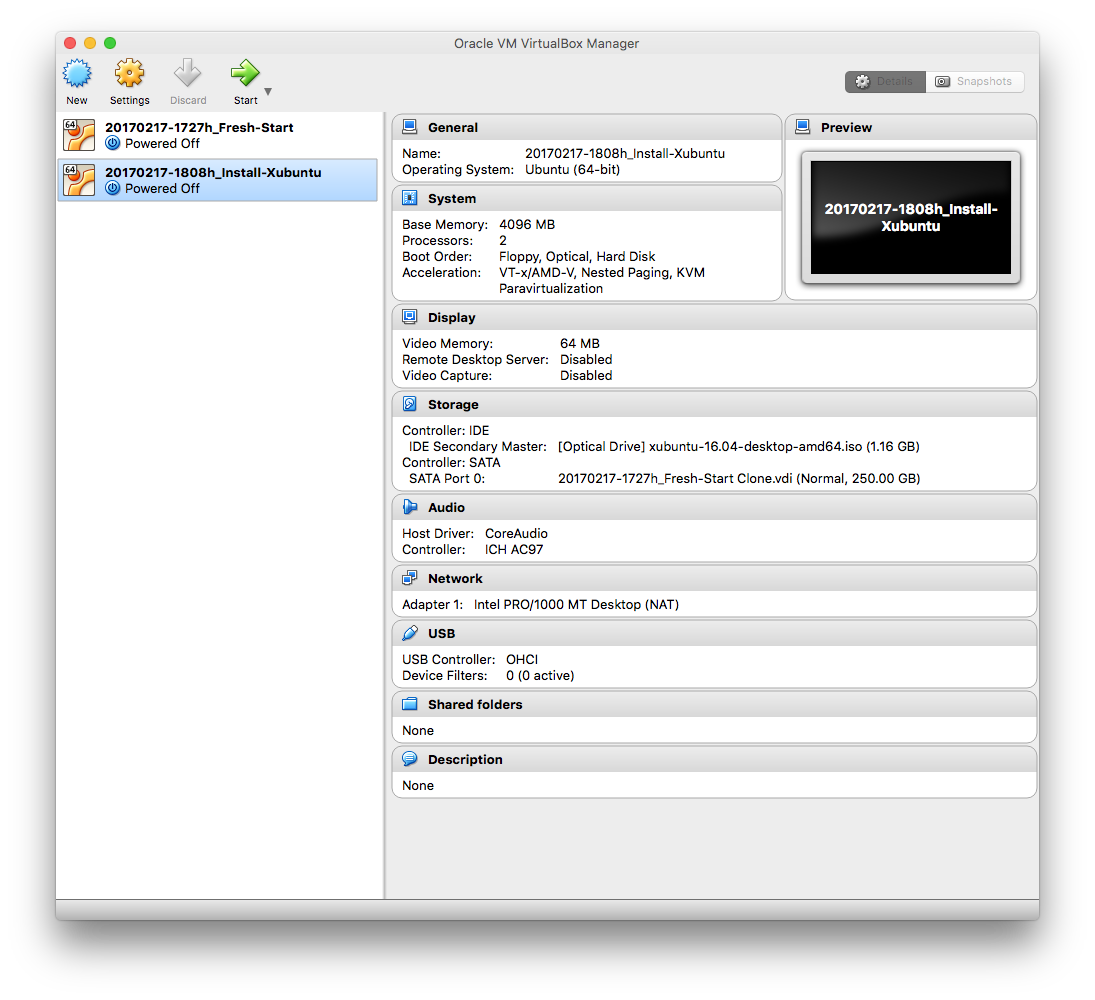 Oracle VM VirtualBox Manager
New Settings Discard Start
Details Snapshots
64
20170217-1727h_Fresh-Start
Powered Off
64
20170217-1808h_Install-Xubuntu
Powered Off
General
Name: 20170217-1808h_Install-Xubuntu
Operating System: Ubuntu (64-bit)
Preview
20170217-1808h_Install-
Xubuntu
System
Base Memory: 4096 MB
Processors: 2
Boot Order: Floppy, Optical, Hard Disk
Acceleration: VT-x/AMD-V, Nested Paging, KVM
Paravirtualization
Display
Video Memory: 64 MB
Remote Desktop Server: Disabled
Video Capture: Disabled
Storage
Controller: IDE
IDE Secondary Master: [Optical Drive] xubuntu-16.04-desktop-amd64.iso (1.16 GB)
Controller: SATA
SATA Port 0: 20170217-1727h_Fresh-Start Clone.vdi (Normal, 250.00 GB)
Audio
Host Driver: CoreAudio
Controller: ICH AC97
Network
Adapter 1: Intel PRO/1000 MT Desktop (NAT)
USB
USB Controller: OHCI
Device Filters: 0 (0 active)
Shared folders
None
Description
None